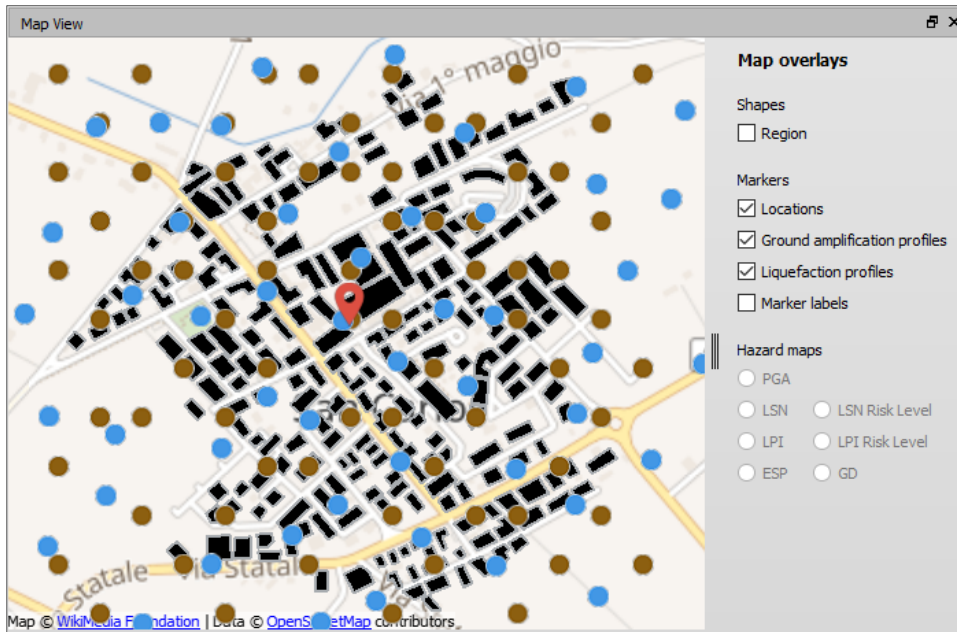 Map View
Via 1° maggio
Statale
Via Statale
Map © WikiMedia Foundation | Data © OpenStreetMap contributors
Map overlays
Shapes
Region
Markers
Locations
Ground amplification profiles
Liquefaction profiles
Marker labels
Hazard maps
PGA
LSN
LSN Risk Level
LPI
LPI Risk Level
ESP
GD